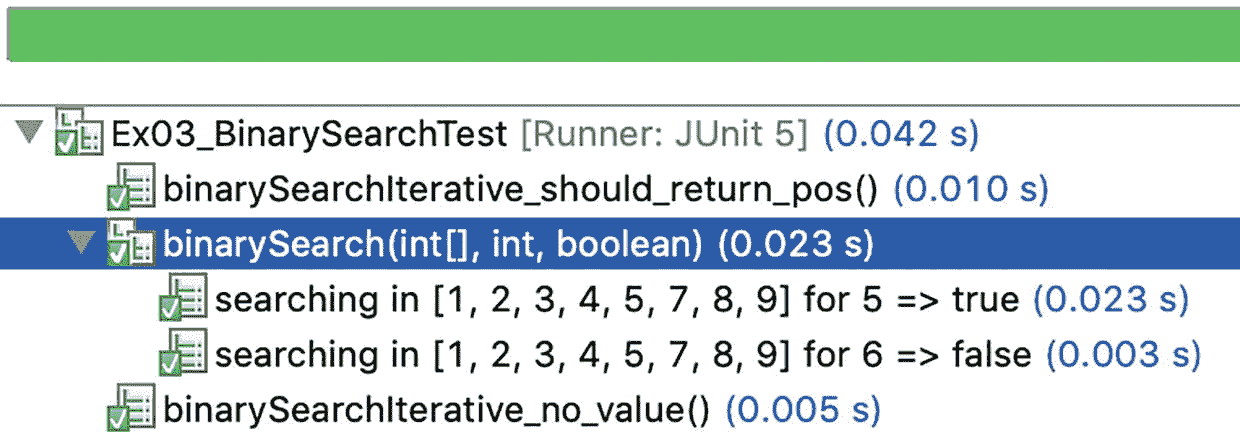 Ex03_BinarySearchTest [Runner: JUnit 5] (0.042 s)
binarySearchIterative_should_return_pos() (0.010 s)
binarySearch(int[], int, boolean) (0.023 s)
searching in [1, 2, 3, 4, 5, 7, 8, 9] for 5 => true (0.023 s)
searching in [1, 2, 3, 4, 5, 7, 8, 9] for 6 => false (0.003 s)
binarySearchIterative_no_value() (0.005 s)